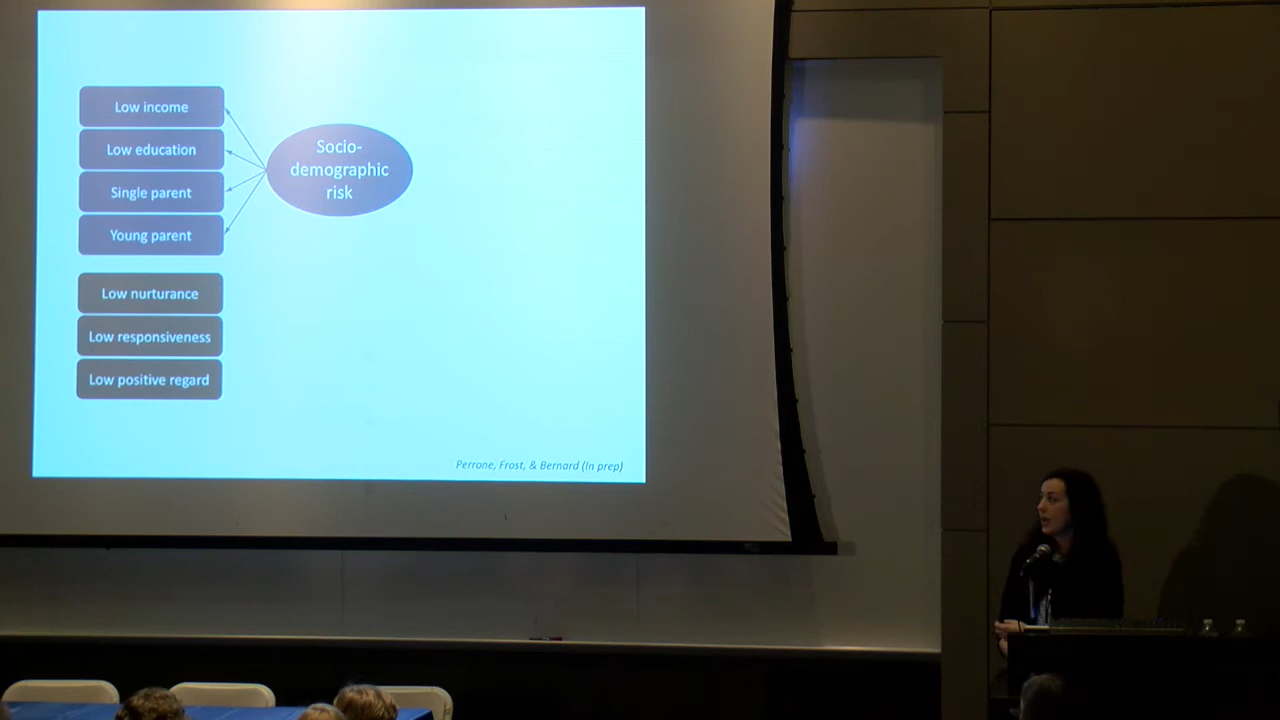 Low income
Low education
Single parent
Young parent
Socio-
demographic
risk
Low nurturance
Low responsiveness
Low positive regard
Perrone, Frost, & Bernard (In prep)